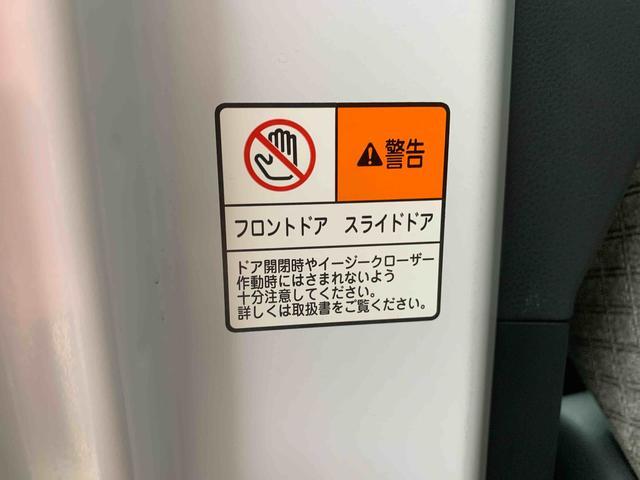 警告
フロントドア スライドドア
ドア開閉時やイージークローザー
作動時にはさまれないよう
十分注意してください。
詳しくは取扱書をご覧ください。